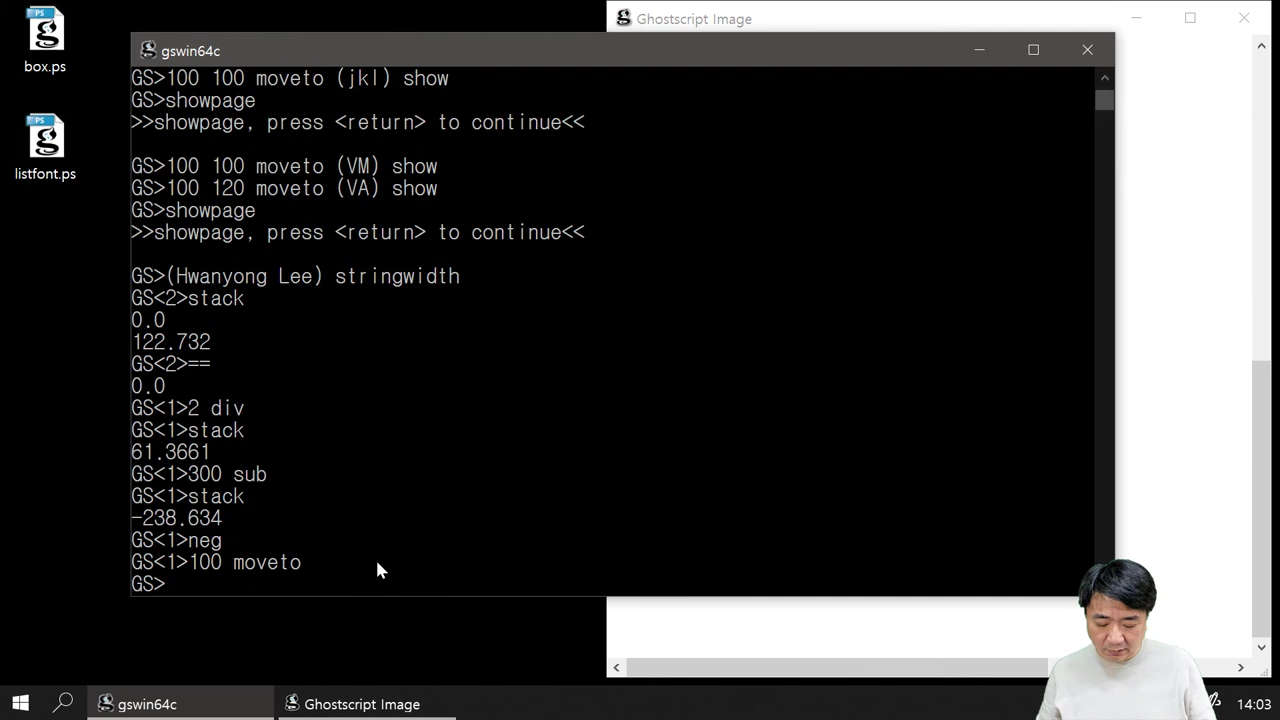 box.ps
listfont.ps
Ghostscript Image
gswin64c
GS>100 100 moveto (jkl) show
GS>showpage
>>showpage, press <return> to continue<<
GS>100 100 moveto (VM) show
GS>100 120 moveto (VA) show
GS>showpage
>>showpage, press <return> to continue<<
GS>(Hwanyong Lee) stringwidth
GS<2>stack
0.0
122.732
GS<2>==
0.0
GS<1>2 div
GS<1>stack
61.3661
GS<1>300 sub
GS<1>stack
-238.634
GS<1>neg
GS<1>100 moveto
GS>
gswin64c
Ghostscript Image
14:03